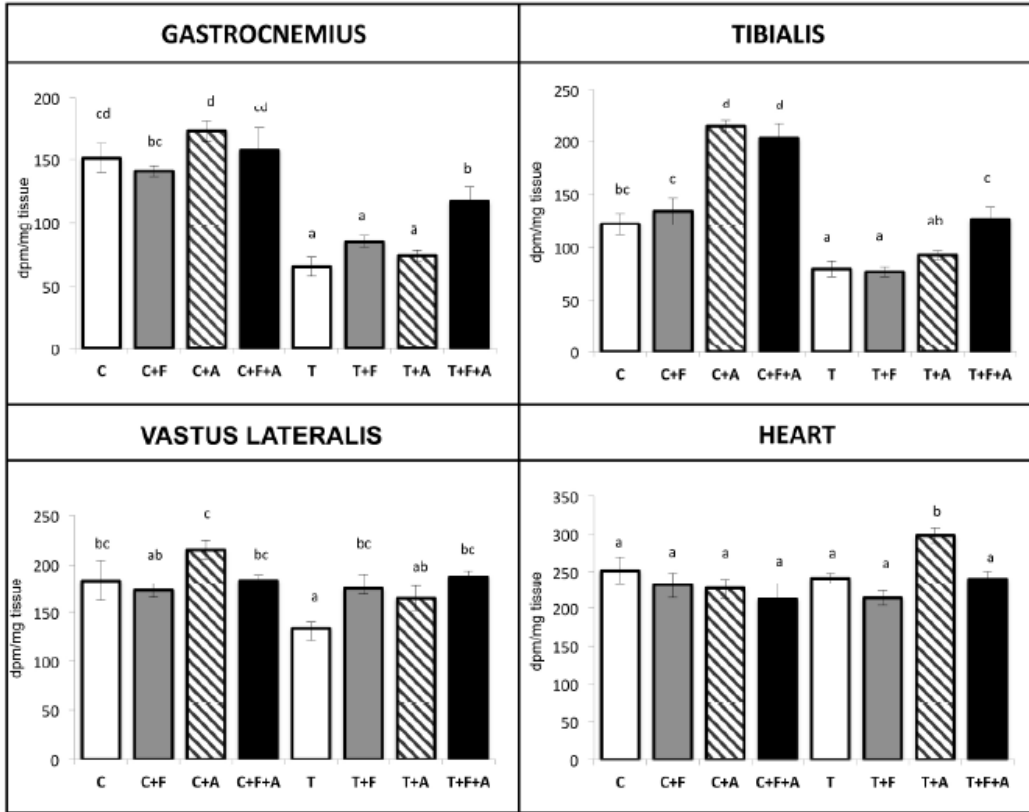 GASTROCNEMIUS
dpm/mg tissue
200
150
100
50
0
cd
bc
d
cd
a
a
a
b
C C+F C+A C+F+A T T+F T+A T+F+A
TIBIALIS
dpm/mg tissue
250
200
150
100
50
0
bc
c
d
d
a
a
ab
c
C C+F C+A C+F+A T T+F T+A T+F+A
VASTUS LATERALIS
dpm/mg tissue
250
200
150
100
50
0
bc
ab
c
bc
a
bc
ab
bc
C C+F C+A C+F+A T T+F T+A T+F+A
HEART
dpm/mg tissue
350
300
250
200
250
100
50
0
a
a
a
a
a
a
b
a
C C+F C+A C+F+A T T+F T+A T+F+A